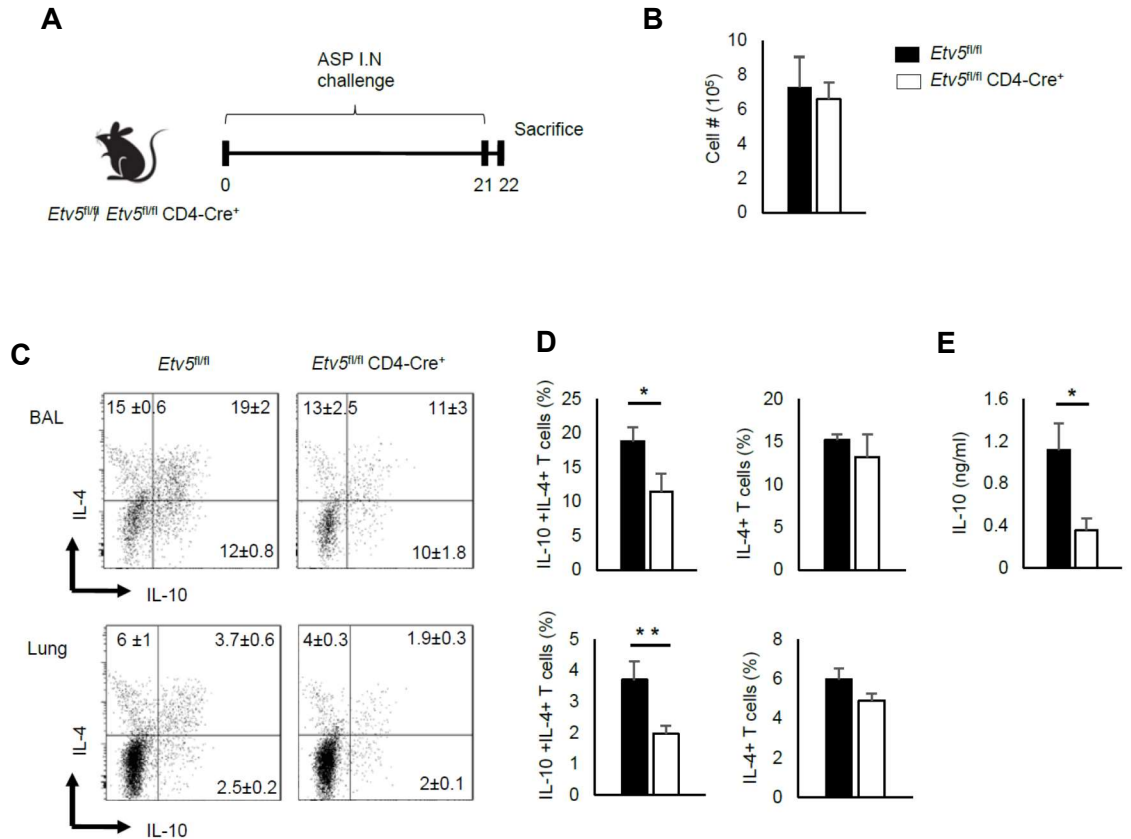 A
ASP I.N
challenge
Sacrifice
0
21 22
Etv5fl/fl Etv5fl/fl CD4-Cre+
B
10
8
6
4
2
0
Cell # (10⁵)
Etv5fl/fl
Etv5fl/fl CD4-Cre+
C
Etv5fl/fl
Etv5fl/fl CD4-Cre+
BAL
15 ±0.6
19±2
12±0.8
13±2.5
11±3
10±1.8
IL-4
IL-10
Lung
6 ±1
3.7±0.6
2.5±0.2
4±0.3
1.9±0.3
2±0.1
IL-4
IL-10
D
IL-10 +IL-4+ T cells (%)
25
20
15
10
5
0
*
IL-4+ T cells (%)
20
15
10
5
0
IL-10 +IL-4+ T cells (%)
5
4
3
2
1
0
* *
IL-4+ T cells (%)
8
6
4
2
0
E
IL-10 (ng/ml)
1.6
1.2
0.8
0.4
0
*